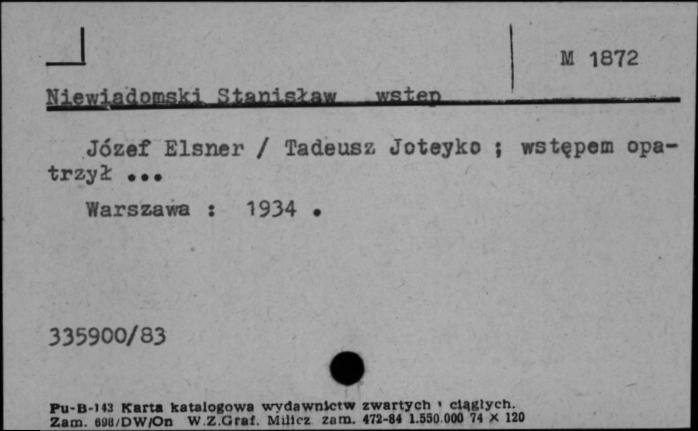 M 1872
Niewiadomski Stanisław wstęp
Józef Elsner / Tadeusz Joteyko ; wstępem opa-
trzył ...
Warszawa : 1934 .
335900/83
Pu-B-143 Karta katalogowa wydawnictw zwartych i ciągłych.
Zam. 698/DW/On W.Z.Graf. Milicz zam. 472-84 1.550.000 74 × 120